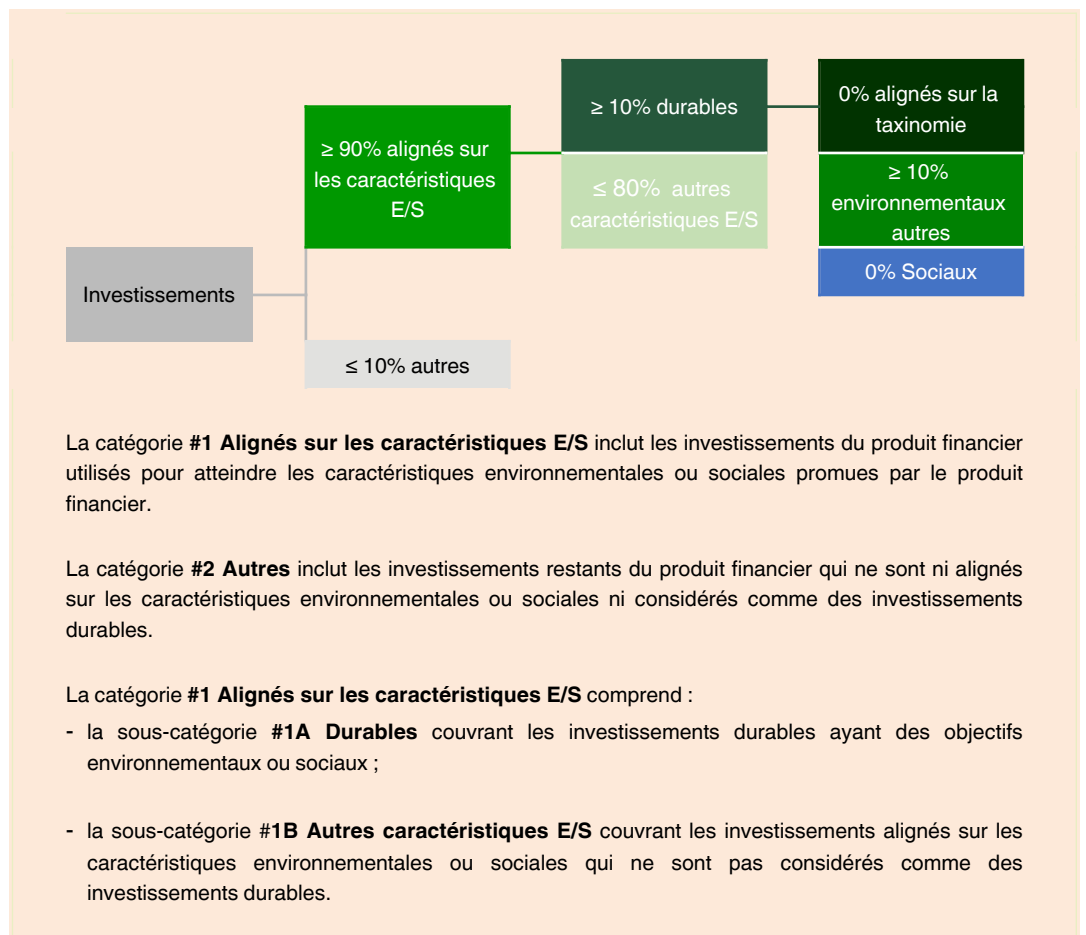 ≥ 90% alignés sur
les caractéristiques
E/S
≥ 10% durables
≤ 80% autres
caractéristiques E/S
0% alignés sur la
taxinomie
≥ 10%
environnementaux
autres
0% Sociaux
Investissements
≤ 10% autres
La catégorie #1 Alignés sur les caractéristiques E/S inclut les investissements du produit financier
utilisés pour atteindre les caractéristiques environnementales ou sociales promues par le produit
financier.
La catégorie #2 Autres inclut les investissements restants du produit financier qui ne sont ni alignés
sur les caractéristiques environnementales ou sociales ni considérés comme des investissements
durables.
La catégorie #1 Alignés sur les caractéristiques E/S comprend :
- la sous-catégorie #1A Durables couvrant les investissements durables ayant des objectifs
environnementaux ou sociaux ;
- la sous-catégorie #1B Autres caractéristiques E/S couvrant les investissements alignés sur les
caractéristiques environnementales ou sociales qui ne sont pas considérés comme des
investissements durables.